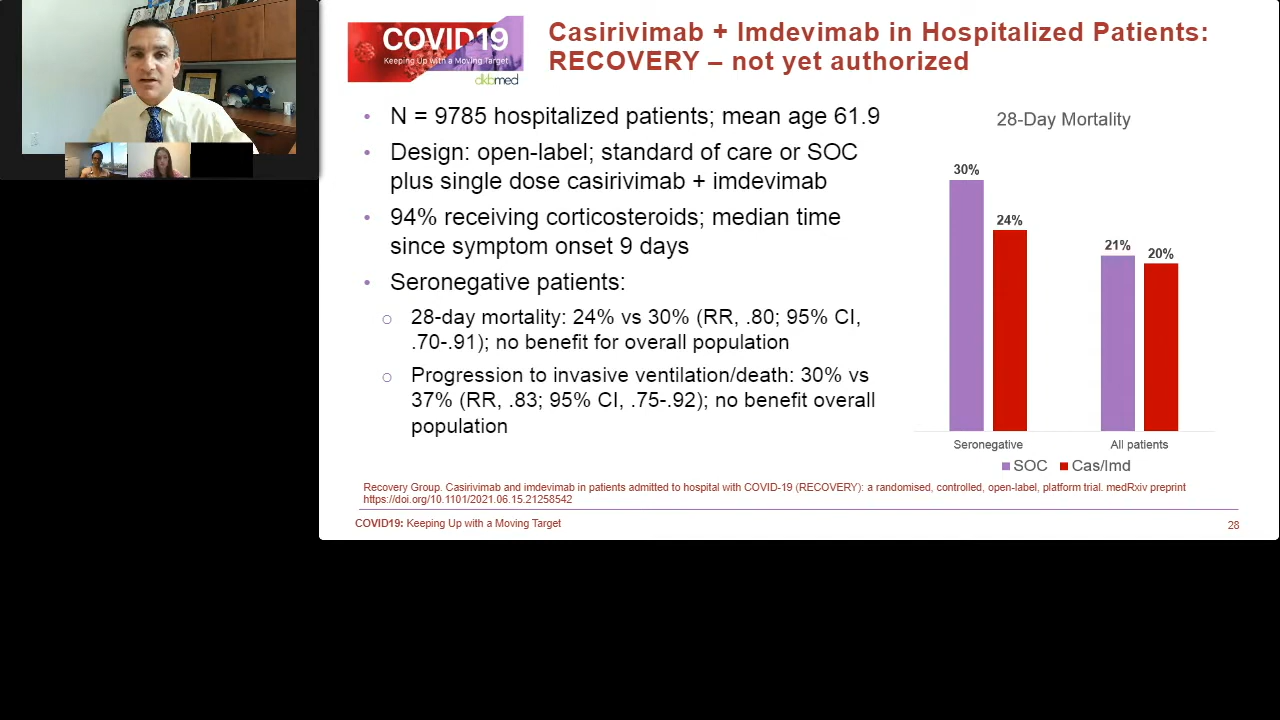 COVID19
Keeping Up with a Moving Target
dkbmed
Casirivimab + Imdevimab in Hospitalized Patients:
RECOVERY – not yet authorized
• N = 9785 hospitalized patients; mean age 61.9
• Design: open-label; standard of care or SOC
plus single dose casirivimab + imdevimab
• 94% receiving corticosteroids; median time
since symptom onset 9 days
• Seronegative patients:
○ 28-day mortality: 24% vs 30% (RR, .80; 95% CI,
.70-.91); no benefit for overall population
○ Progression to invasive ventilation/death: 30% vs
37% (RR, .83; 95% CI, .75-.92); no benefit overall
population
28-Day Mortality
30%
24%
21%
20%
Seronegative
All patients
SOC
Cas/Imd
Recovery Group. Casirivimab and imdevimab in patients admitted to hospital with COVID-19 (RECOVERY): a randomised, controlled, open-label, platform trial. medRxiv preprint
https://doi.org/10.1101/2021.06.15.21258542
COVID19: Keeping Up with a Moving Target
28